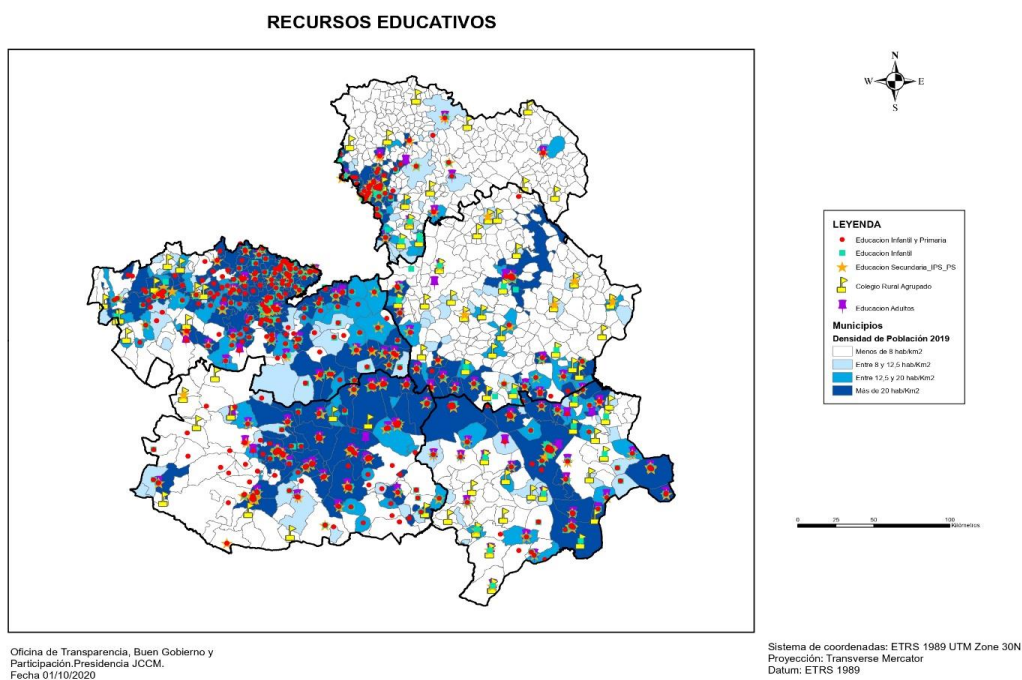 RECURSOS EDUCATIVOS
N
W E
S
LEYENDA
Educacion Infantil y Primaria
Educacion Infantil
Educacion Secundaria_IPS_PS
Colegio Rural Agrupado
Educacion Adultos
Municipios
Densidad de Población 2019
Menos de 8 hab/km2
Entre 8 y 12,5 hab/Km2
Entre 12,5 y 20 hab/Km2
Más de 20 hab/Km2
0 25 50 100
Kilómetros
Oficina de Transparencia, Buen Gobierno y
Participación.Presidencia JCCM.
Fecha 01/10/2020
Sistema de coordenadas: ETRS 1989 UTM Zone 30N
Proyección: Transverse Mercator
Datum: ETRS 1989